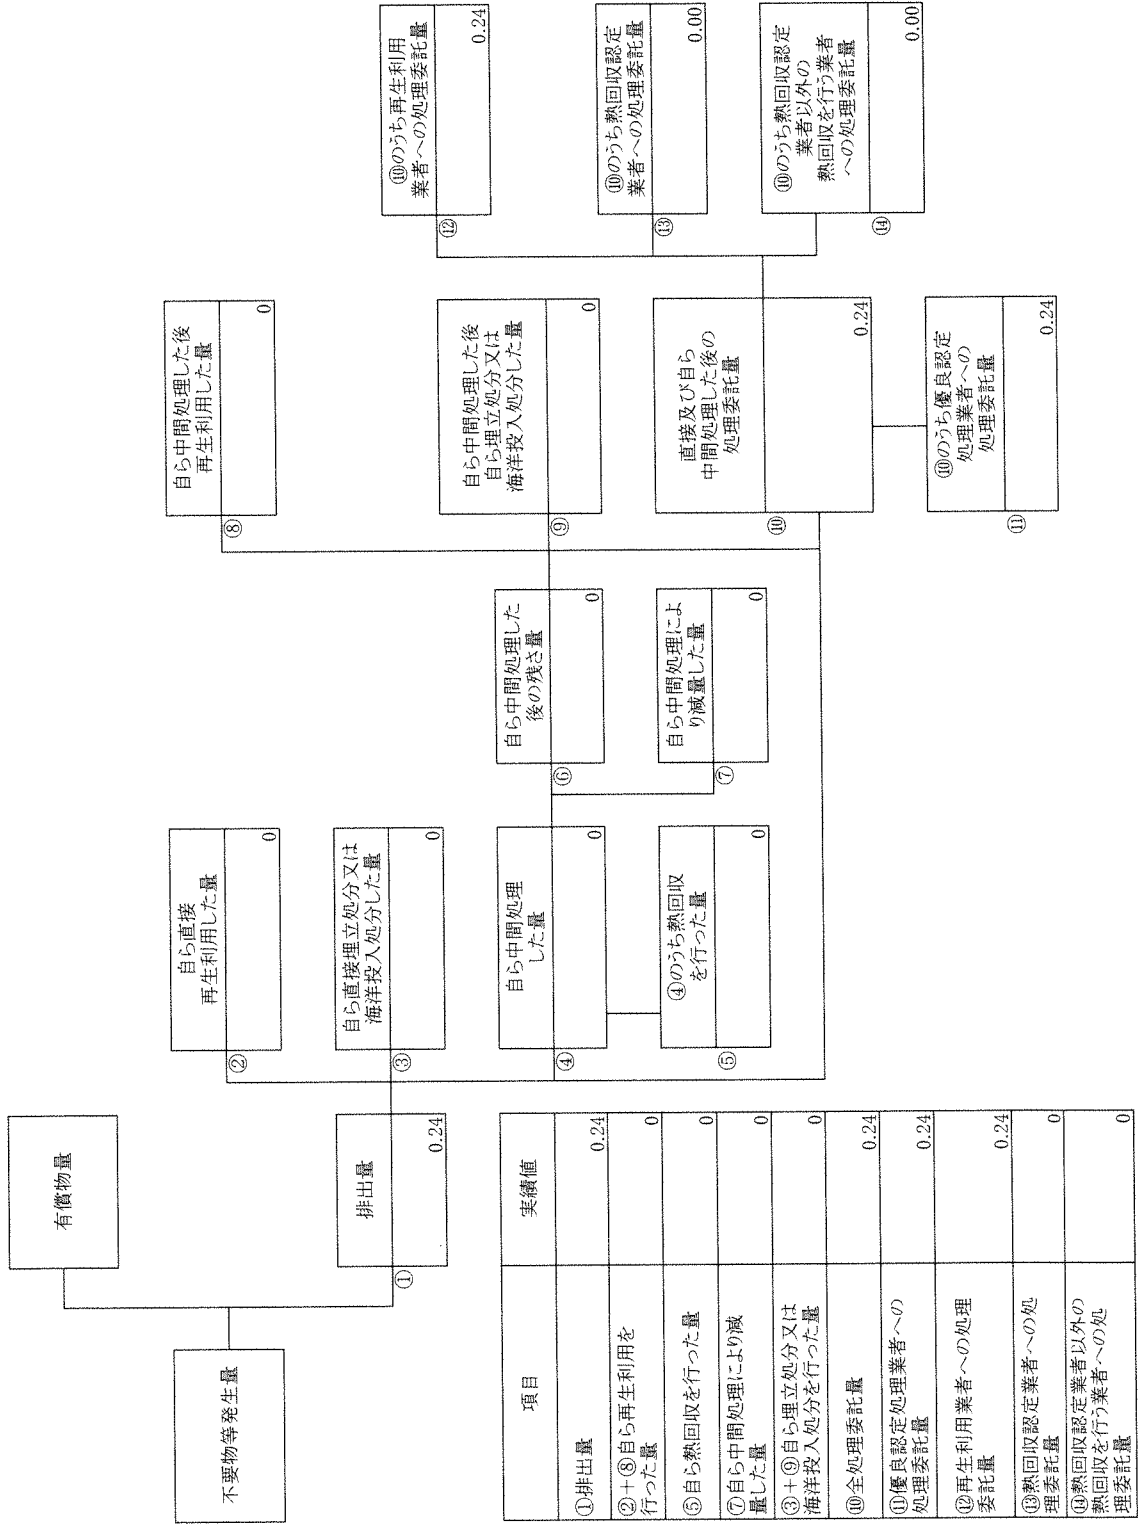 不要物等発生量
有償物量
排出量
①
0.24
自ら直接
再生利用した量
②
0
自ら直接埋立処分又は
海洋投入処分した量
③
0
自ら中間処理
した量
④
0
④のうち熱回収
を行った量
⑤
0
自ら中間処理した
後の残さ量
⑥
0
自ら中間処理によ
り減量した量
⑦
0
自ら中間処理した後
再生利用した量
⑧
0
自ら中間処理した後
自ら埋立処分又は
海洋投入処分した量
⑨
0
直接及び自ら
中間処理した後の
処理委託量
⑩
0.24
⑩のうち優良認定
処理業者への
処理委託量
⑪
0.24
⑩のうち再生利用
業者への処理委託量
⑫
0.24
⑩のうち熱回収認定
業者への処理委託量
⑬
0.00
⑩のうち熱回収認定
業者以外の
熱回収を行う業者
への処理委託量
⑭
0.00
項目 実績値
①排出量 0.24
②+⑧自ら再生利用を
行った量 0
⑤自ら熱回収を行った量 0
⑦自ら中間処理により減
量した量 0
③+⑨自ら埋立処分又は
海洋投入処分を行った量 0
⑩全処理委託量 0.24
⑪優良認定処理業者への
処理委託量 0.24
⑫再生利用業者への処理
委託量 0.24
⑬熱回収認定業者への処
理委託量 0
⑭熱回収認定業者以外の
熱回収を行う業者への処
理委託量 0